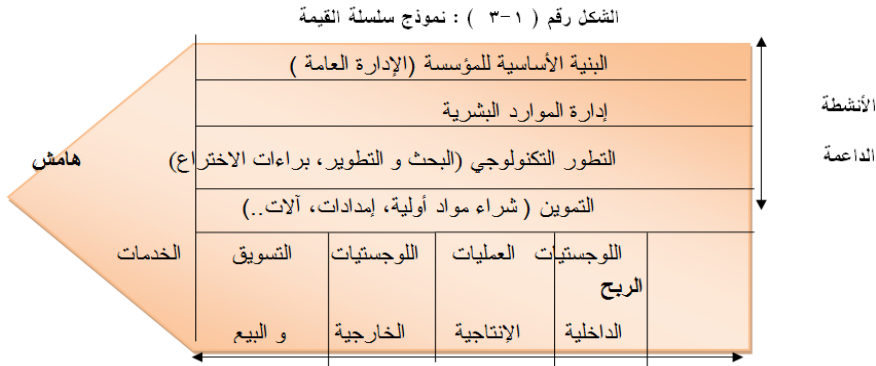 الشكل رقم ( ١-٣ ) : نموذج سلسلة القيمة
البنية الأساسية للمؤسسة (الإدارة العامة )
إدارة الموارد البشرية
التطور التكنولوجي (البحث و التطوير، براءات الاختراع)
التموين ( شراء مواد أولية، إمدادات، آلات..)
الأنشطة
الداعمة
هامش
اللوجستيات العمليات اللوجستيات التسويق الخدمات
الربح
الداخلية الإنتاجية الخارجية و البيع